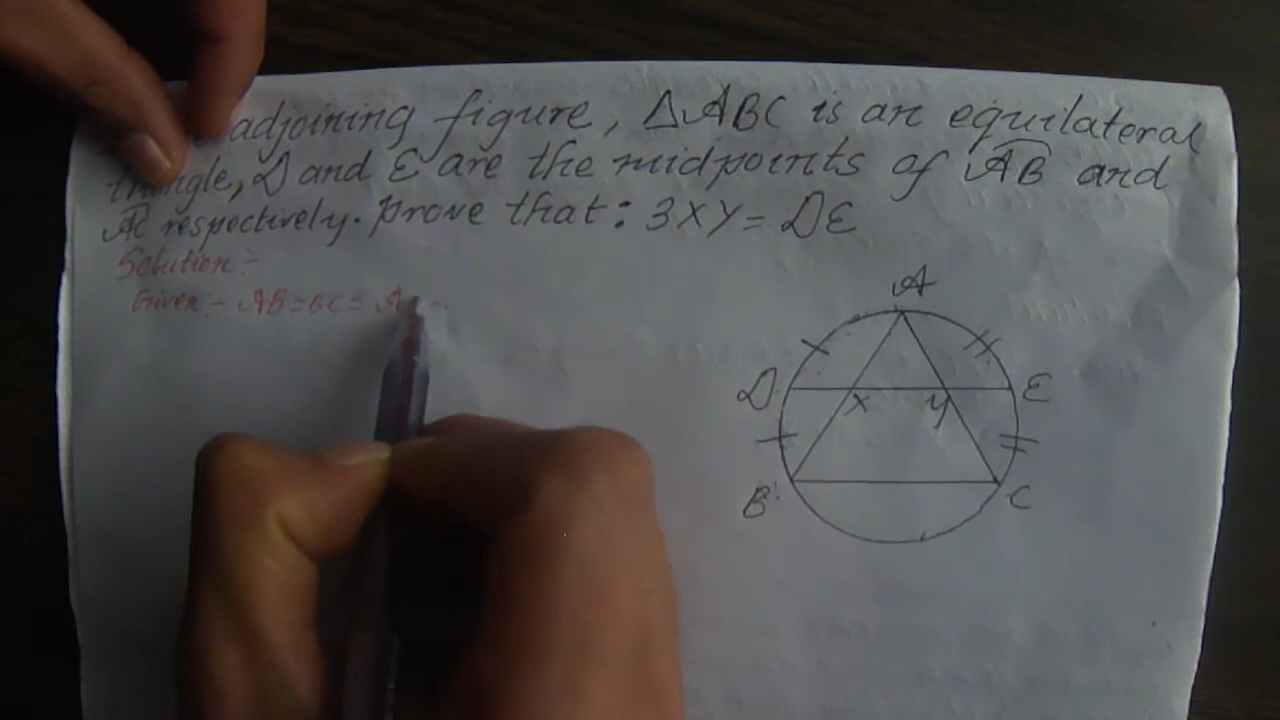 adjoining figure, ΔABC is an equilateral
triangle, D and E are the midpoints of AB and
AC respectively. prove that: 3XY = DE
Solution:-
Given:- AB=BC=A
A
D
E
X
Y
B
C